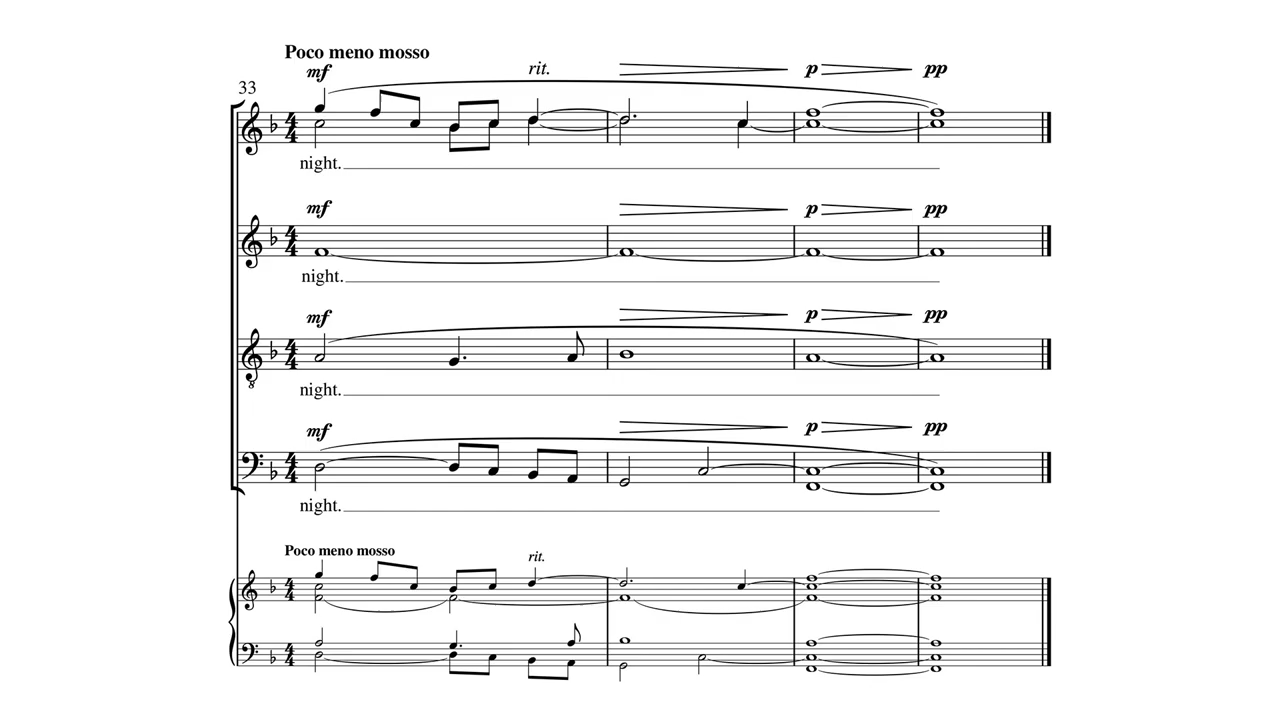 Poco meno mosso
mf rit. p pp
33
night.
mf p pp
night.
mf p pp
8
night.
mf p pp
night.
Poco meno mosso
rit.